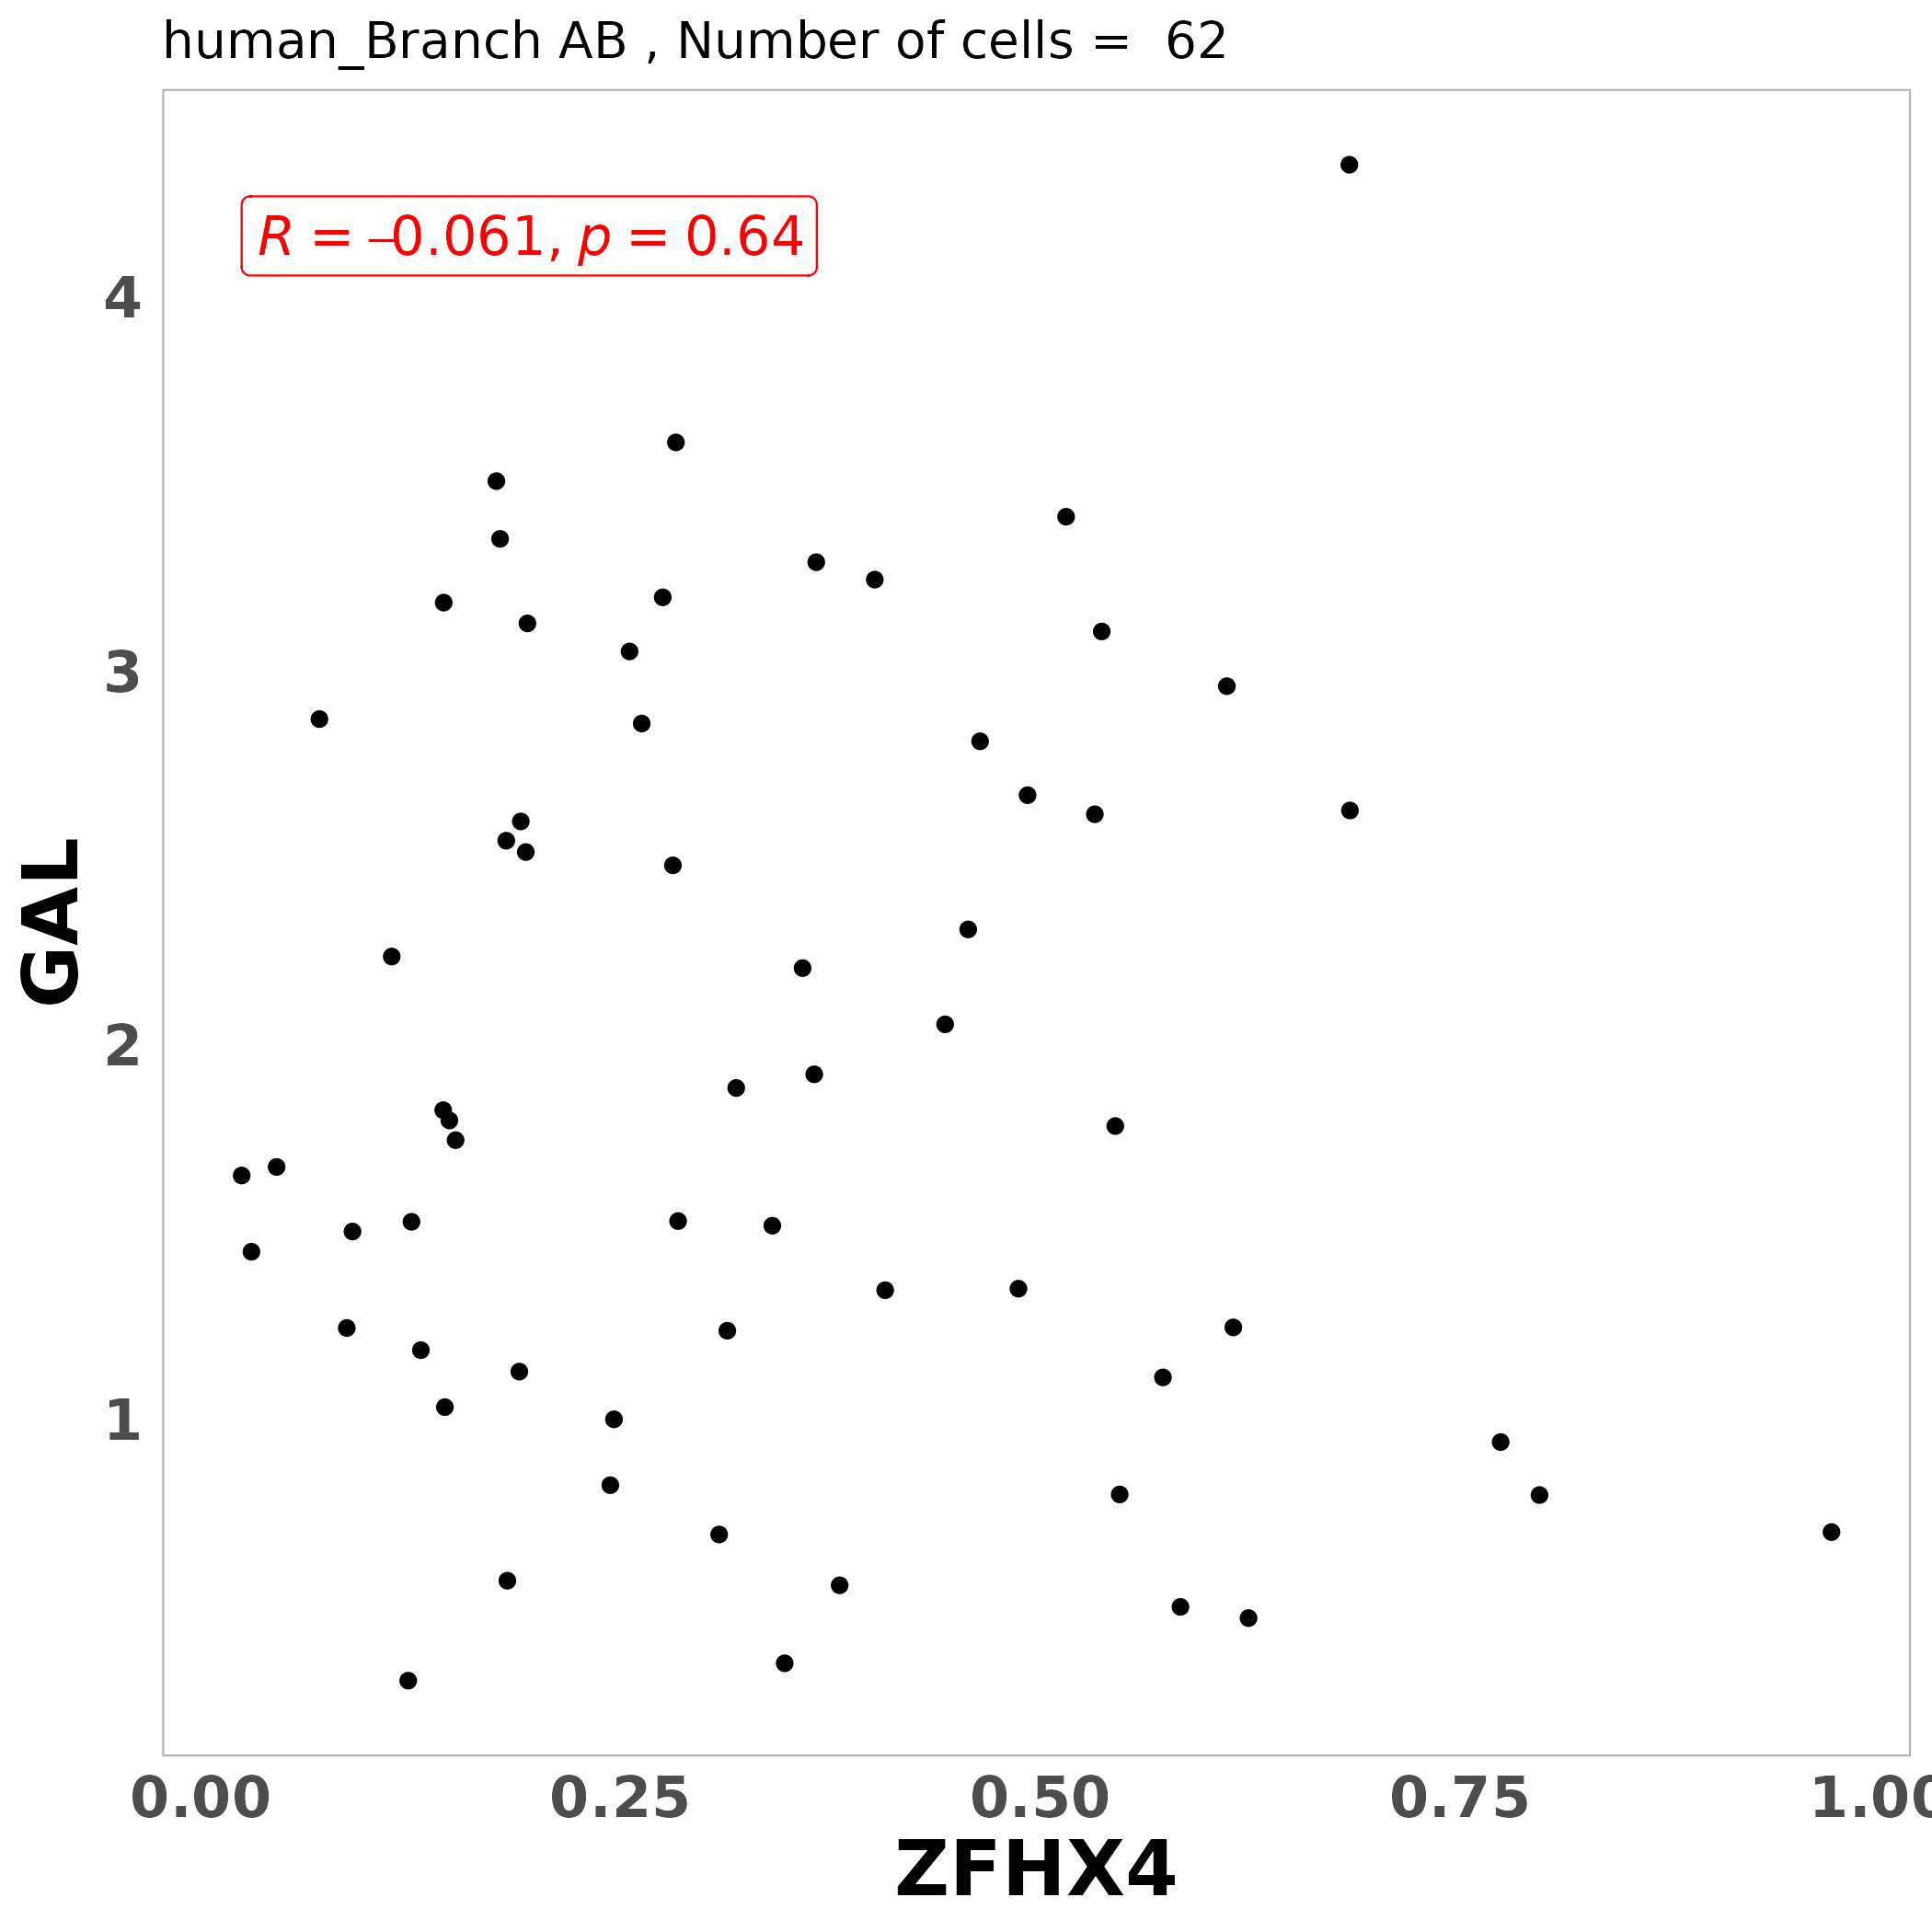 human_Branch AB , Number of cells =  62
R = –0.061, p = 0.64
4
3
2
1
GAL
0.00 0.25 0.50 0.75 1.00
ZFHX4